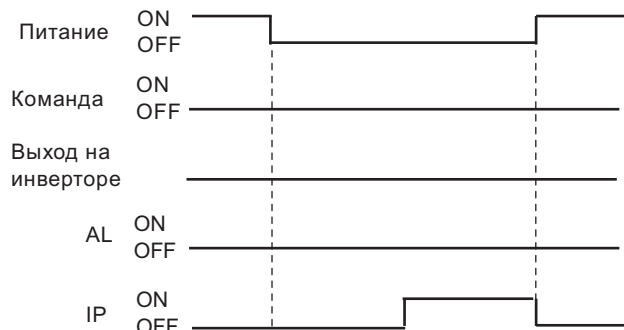 Питание ON
OFF
Команда ON
OFF
Выход на
инверторе
AL ON
OFF
IP ON
OFF